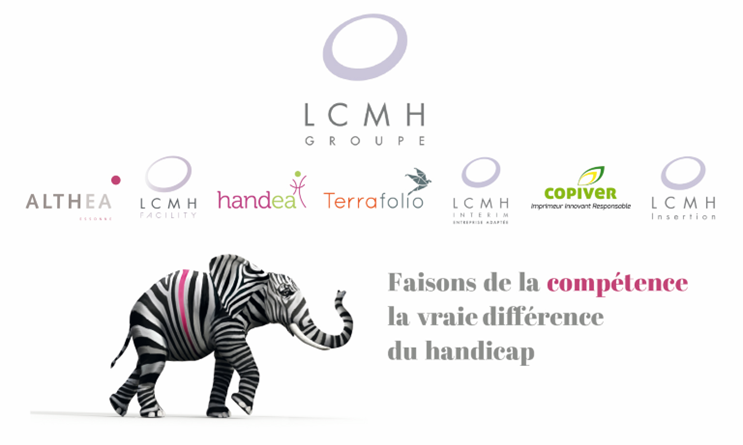 LCMH
GROUPE
ALTHEA
ESSONNE
LCMH
FACILITY
handea
Terrafolio
LCMH
INTERIM
ENTREPRISE ADAPTÉE
COPIVER
Imprimeur Innovant Responsable
LCMH
Insertion
Faisons de la compétence
la vraie différence
du handicap